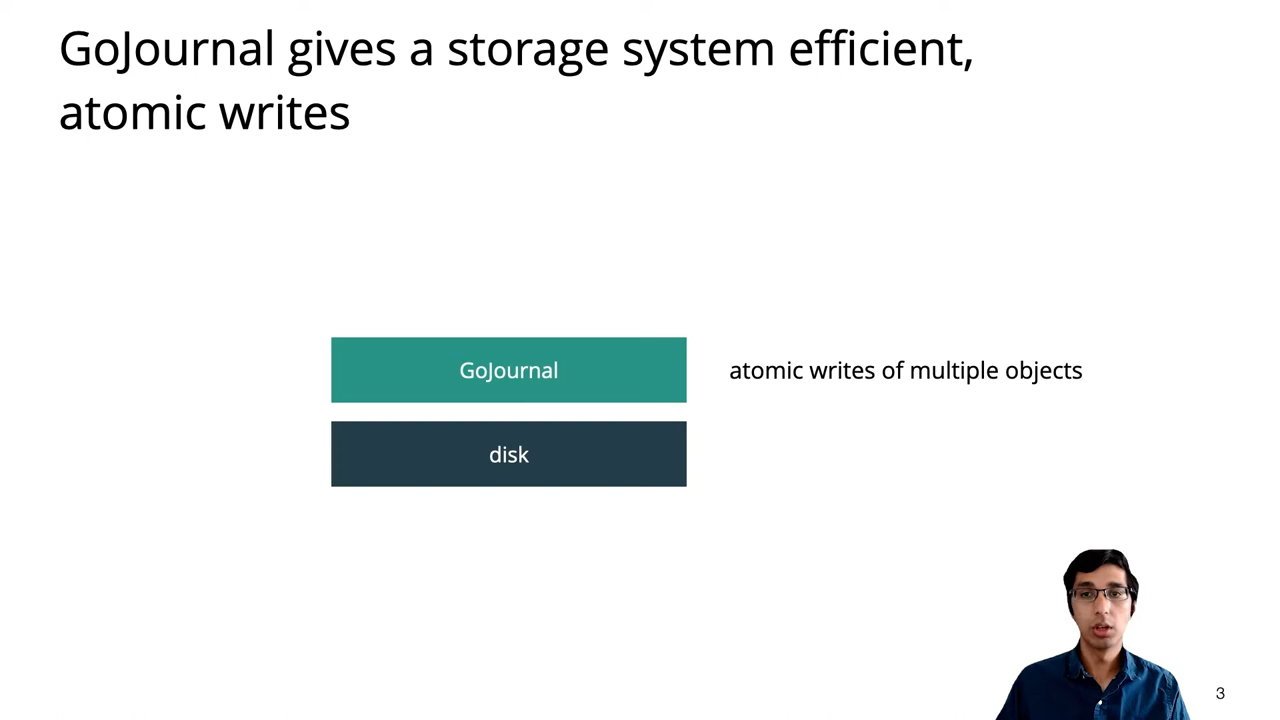 GoJournal gives a storage system efficient,
atomic writes
GoJournal
atomic writes of multiple objects
disk
3